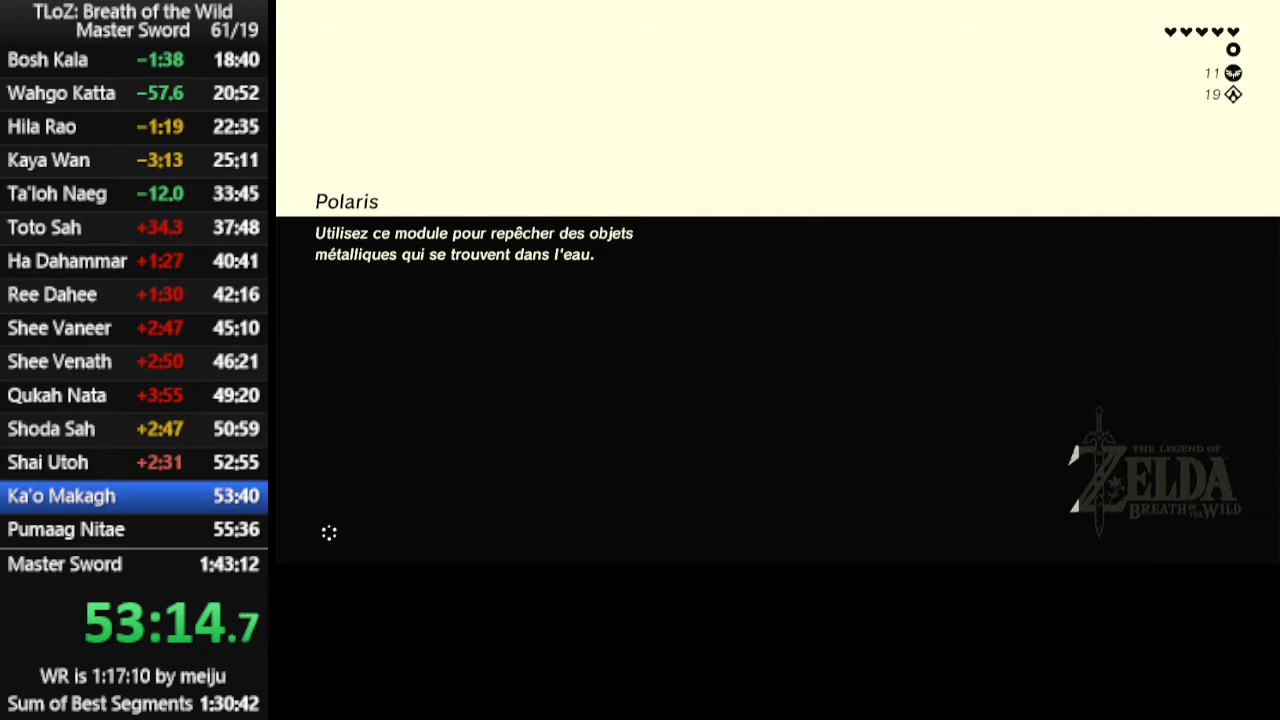 TLoZ: Breath of the Wild
Master Sword 61/19
Bosh Kala -1:38 18:40
Wahgo Katta -57.6 20:52
Hila Rao -1:19 22:35
Kaya Wan -3:13 25:11
Ta'loh Naeg -12.0 33:45
Toto Sah +34.3 37:48
Ha Dahammar +1:27 40:41
Ree Dahee +1:30 42:16
Shee Vaneer +2:47 45:10
Shee Venath +2:50 46:21
Qukah Nata +3:55 49:20
Shoda Sah +2:47 50:59
Shai Utoh +2:31 52:55
Ka'o Makagh 53:40
Pumaag Nitae 55:36
Master Sword 1:43:12
53:14.7
WR is 1:17:10 by meiju
Sum of Best Segments 1:30:42
11
19
Polaris
Utilisez ce module pour repêcher des objets
métalliques qui se trouvent dans l'eau.
THE LEGEND OF
ZELDA
BREATH OF THE WILD